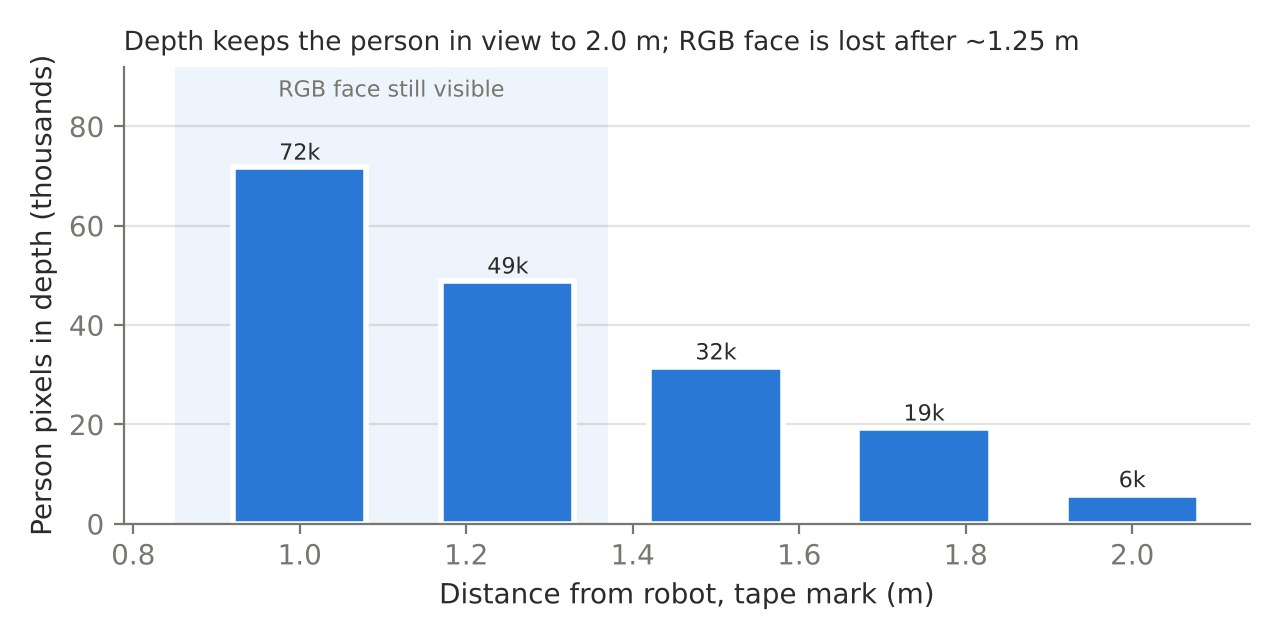 Depth keeps the person in view to 2.0 m; RGB face is lost after ~1.25 m
RGB face still visible
Person pixels in depth (thousands)
80
60
40
20
0
72k
49k
32k
19k
6k
0.8 1.0 1.2 1.4 1.6 1.8 2.0
Distance from robot, tape mark (m)